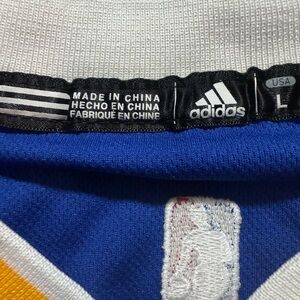 MADE IN CHINA
HECHO EN CHINA
FABRIQUÉ EN CHINE
adidas
USA
L